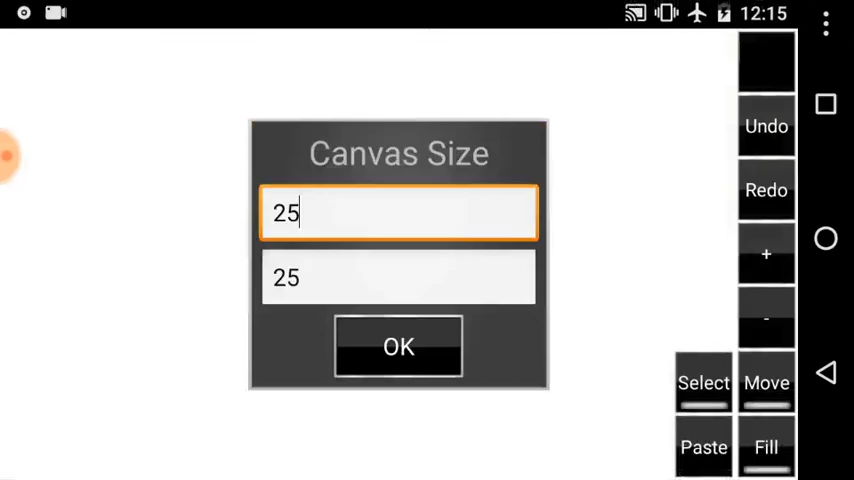 12:15
Canvas Size
25
25
OK
Undo
Redo
+
-
Select
Move
Paste
Fill